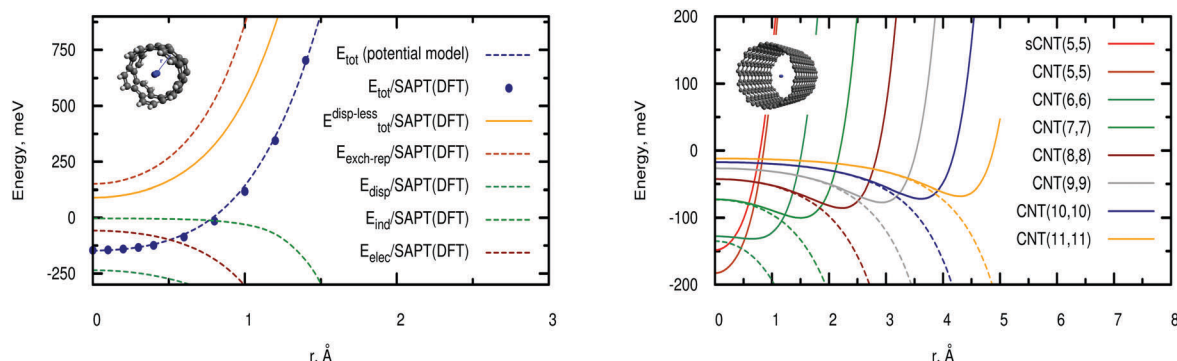 Energy, meV
750
500
250
0
-250
0
1
2
3
r, Å
E_tot (potential model)
E_tot/SAPT(DFT)
E^disp-less_tot/SAPT(DFT)
E_exch-rep/SAPT(DFT)
E_disp/SAPT(DFT)
E_ind/SAPT(DFT)
E_elec/SAPT(DFT)
Energy, meV
200
100
0
-50
-100
-200
0
1
2
3
4
5
6
7
8
r, Å
sCNT(5,5)
CNT(5,5)
CNT(6,6)
CNT(7,7)
CNT(8,8)
CNT(9,9)
CNT(10,10)
CNT(11,11)